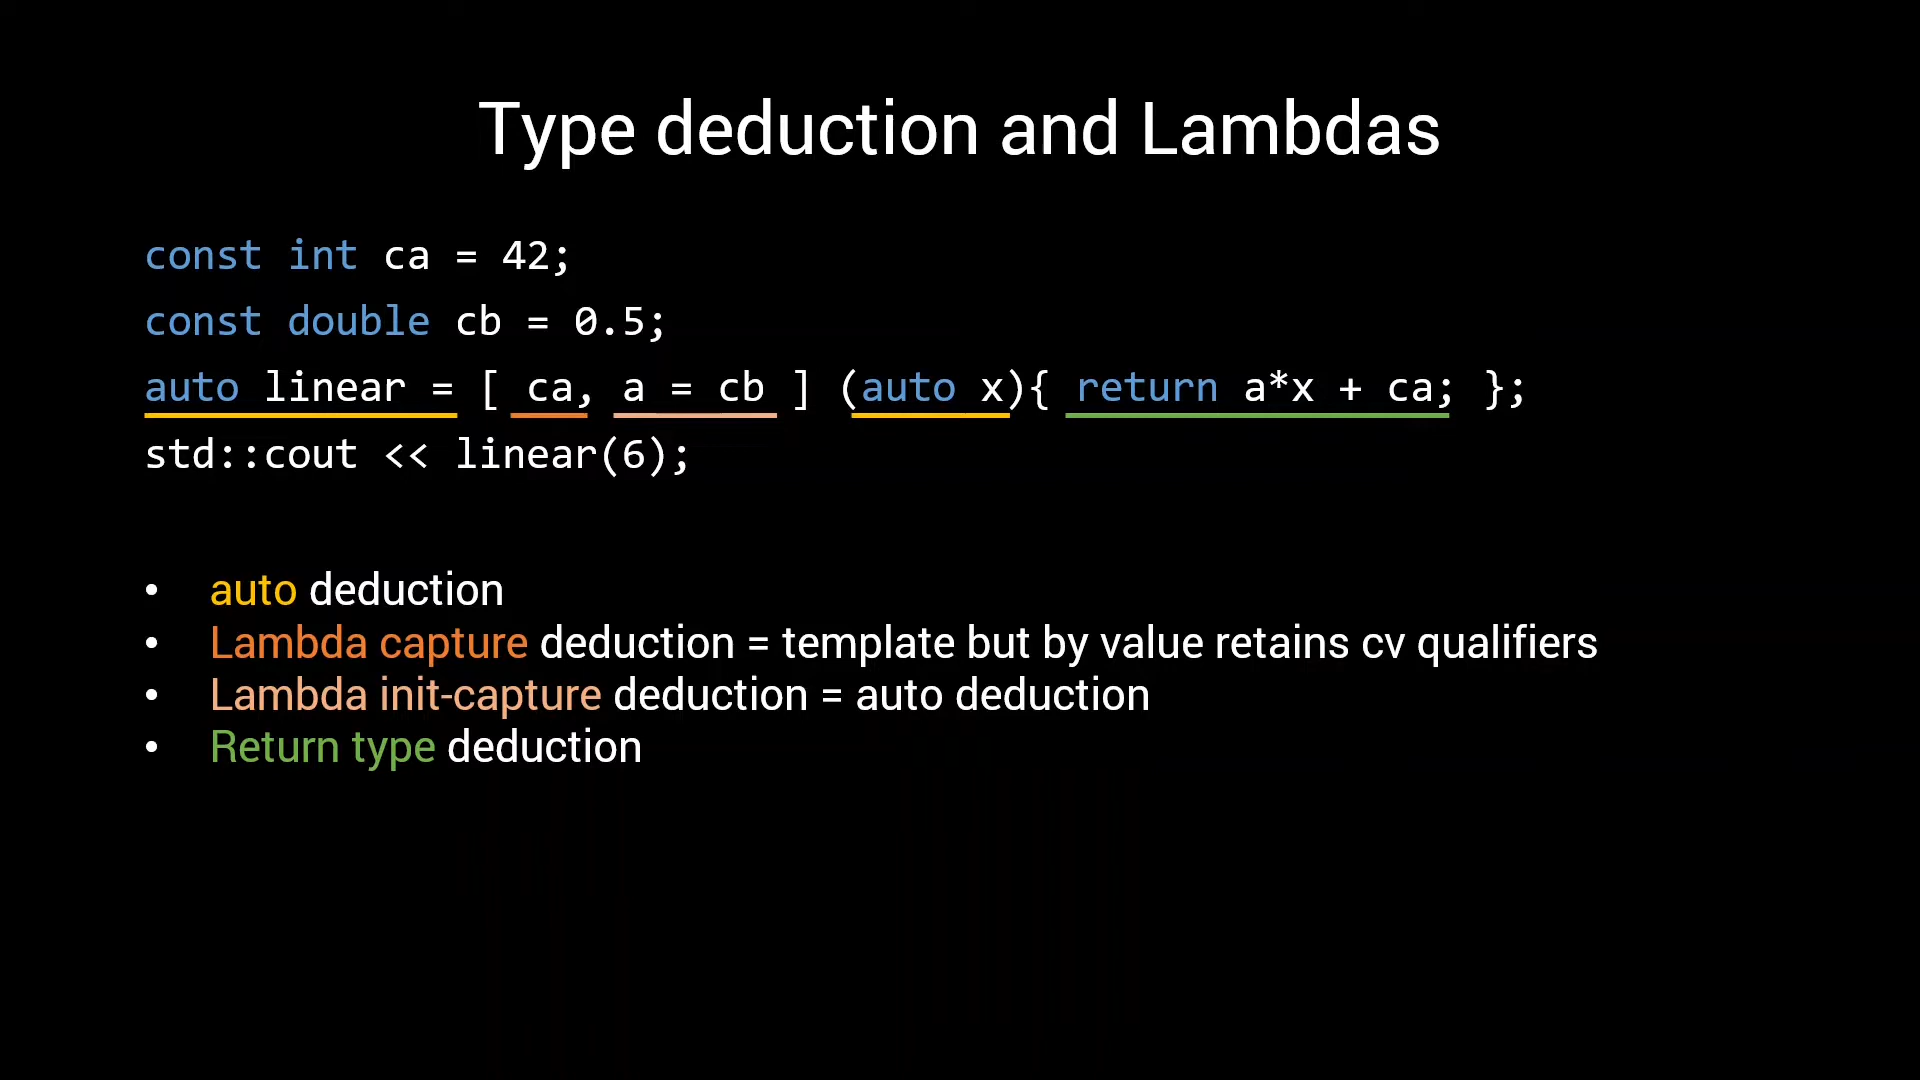 Type deduction and Lambdas
const int ca = 42;
const double cb = 0.5;
auto linear = [ ca, a = cb ] (auto x){ return a*x + ca; };
std::cout << linear(6);
• auto deduction
• Lambda capture deduction = template but by value retains cv qualifiers
• Lambda init-capture deduction = auto deduction
• Return type deduction